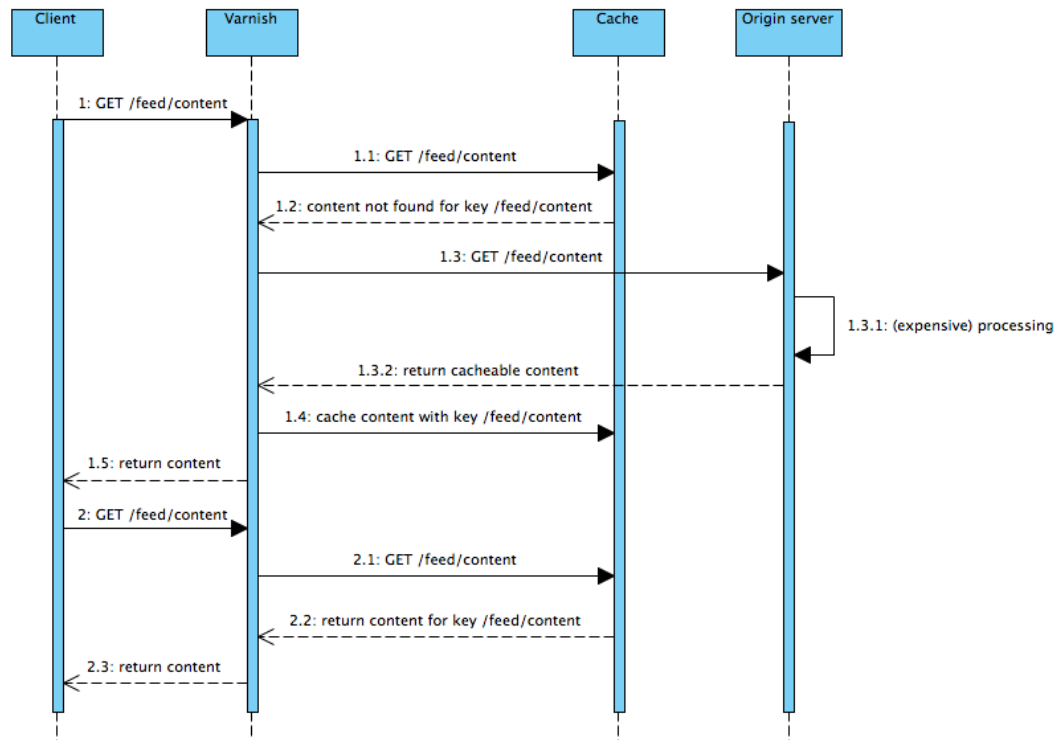 Client
Varnish
Cache
Origin server
1: GET /feed/content
1.1: GET /feed/content
1.2: content not found for key /feed/content
1.3: GET /feed/content
1.3.1: (expensive) processing
1.3.2: return cacheable content
1.4: cache content with key /feed/content
1.5: return content
2: GET /feed/content
2.1: GET /feed/content
2.2: return content for key /feed/content
2.3: return content